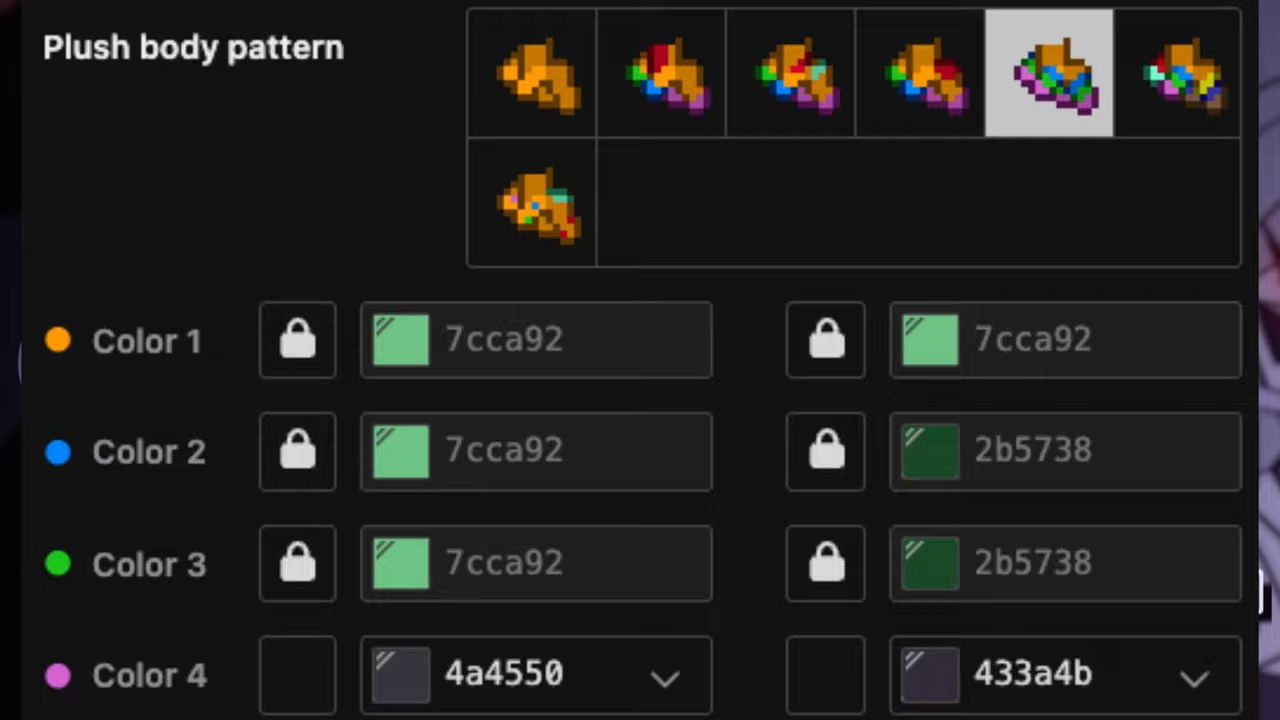 Plush body pattern
Color 1 7cca92 7cca92
Color 2 7cca92 2b5738
Color 3 7cca92 2b5738
Color 4 4a4550 433a4b